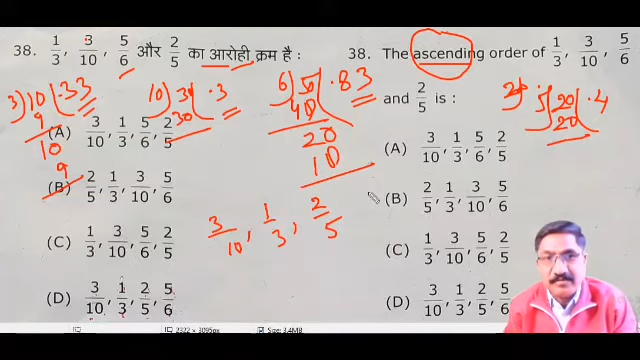 38. 1/3, 3/10, 5/6 और 2/5 का आरोही क्रम है :
(A) 3/10, 1/3, 5/6, 2/5
(B) 2/5, 1/3, 3/10, 5/6
(C) 1/3, 3/10, 5/6, 2/5
(D) 3/10, 1/3, 2/5, 5/6
3) 10 ( .33
9
10
9
10) 30 ( .3
30
6) 50 ( .83
48
20
18
3/10, 1/3, 2/5
38. The ascending order of 1/3, 3/10, 5/6
and 2/5 is :
5) 20 ( .4
20
(A) 3/10, 1/3, 5/6, 2/5
(B) 2/5, 1/3, 3/10, 5/6
(C) 1/3, 3/10, 5/6, 2/5
(D) 3/10, 1/3, 2/5, 5/6
2322 × 3095px
Size: 3.4MB